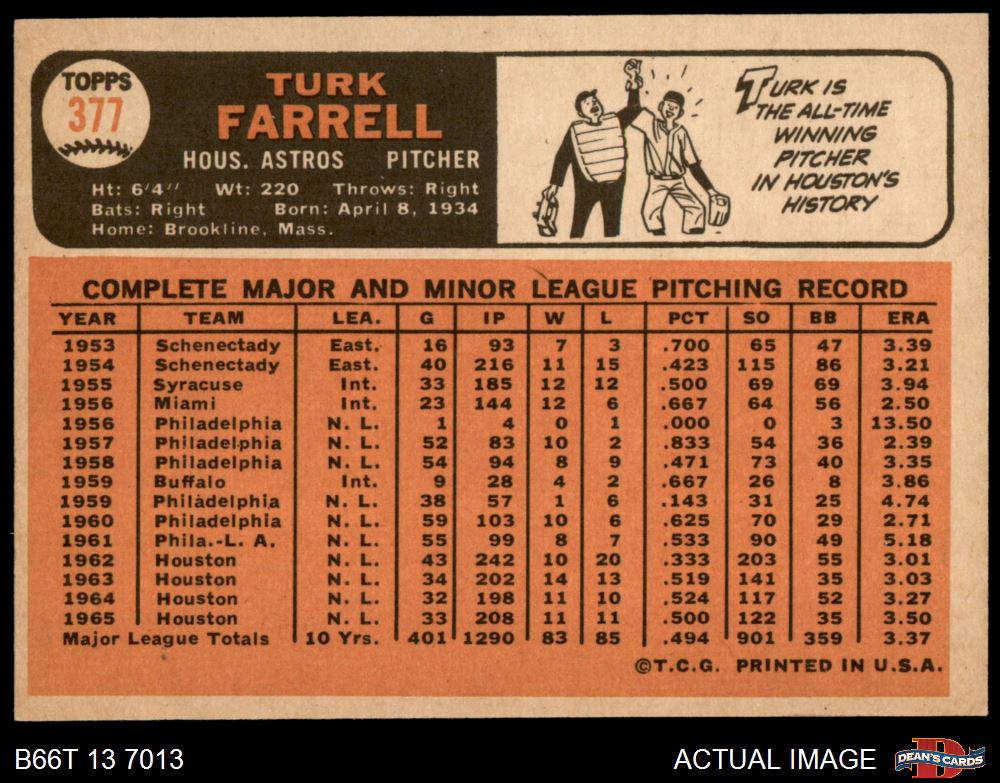 TOPPS
377
TURK
FARRELL
HOUS. ASTROS PITCHER
Ht: 6'4" Wt: 220 Throws: Right
Bats: Right Born: April 8, 1934
Home: Brookline, Mass.
TURK IS
THE ALL-TIME
WINNING
PITCHER
IN HOUSTON'S
HISTORY
COMPLETE MAJOR AND MINOR LEAGUE PITCHING RECORD
YEAR TEAM LEA. G IP W L PCT SO BB ERA
1953 Schenectady East. 16 93 7 3 .700 65 47 3.39
1954 Schenectady East. 40 216 11 15 .423 115 86 3.21
1955 Syracuse Int. 33 185 12 12 .500 69 69 3.94
1956 Miami Int. 23 144 12 6 .667 64 56 2.50
1956 Philadelphia N. L. 1 4 0 1 .000 0 3 13.50
1957 Philadelphia N. L. 52 83 10 2 .833 54 36 2.39
1958 Philadelphia N. L. 54 94 8 9 .471 73 40 3.35
1959 Buffalo Int. 9 28 4 2 .667 26 8 3.86
1959 Philadelphia N. L. 38 57 1 6 .143 31 25 4.74
1960 Philadelphia N. L. 59 103 10 6 .625 70 29 2.71
1961 Phila.-L. A. N. L. 55 99 8 7 .533 90 49 5.18
1962 Houston N. L. 43 242 10 20 .333 203 55 3.01
1963 Houston N. L. 34 202 14 13 .519 141 35 3.03
1964 Houston N. L. 32 198 11 10 .524 117 52 3.27
1965 Houston N. L. 33 208 11 11 .500 122 35 3.50
Major League Totals 10 Yrs. 401 1290 83 85 .494 901 359 3.37
©T.C.G. PRINTED IN U.S.A.
B66T 13 7013 ACTUAL IMAGE D DEAN'S CARDS